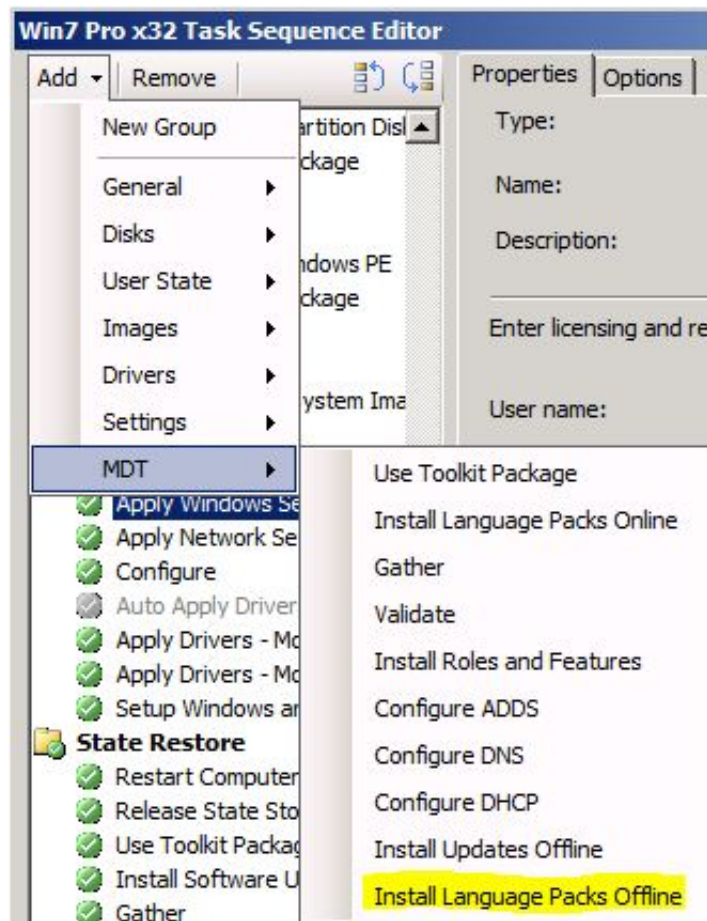 Win7 Pro x32 Task Sequence Editor
Add
Remove
Properties
Options
New Group
General
Disks
User State
Images
Drivers
Settings
MDT
artition Disl
ckage
ndows PE
ckage
ystem Ima
Type:
Name:
Description:
Enter licensing and re
User name:
Use Toolkit Package
Install Language Packs Online
Gather
Validate
Install Roles and Features
Configure ADDS
Configure DNS
Configure DHCP
Install Updates Offline
Install Language Packs Offline
Apply Windows Se
Apply Network Se
Configure
Auto Apply Driver
Apply Drivers - Mo
Apply Drivers - Mo
Setup Windows ar
State Restore
Restart Computer
Release State Sto
Use Toolkit Packag
Install Software U
Gather